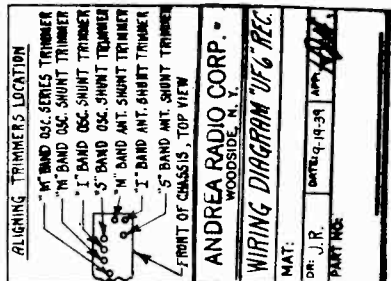 ALIGNING TRIMMERS LOCATION
"M" BAND OSC. SERIES TRIMMER
"M" BAND OSC. SHUNT TRIMMER
"I" BAND OSC. SHUNT TRIMMER
"S" BAND OSC. SHUNT TRIMMER
"M" BAND ANT. SHUNT TRIMMER
"I" BAND ANT. SHUNT TRIMMER
"S" BAND ANT. SHUNT TRIMMER
FRONT OF CHASSIS, TOP VIEW
ANDREA RADIO CORP.
WOODSIDE, N.Y.
WIRING DIAGRAM "UF6" REC.
MAT:
DR: J.R. DATE: 9-19-39 APP.
PART NO: